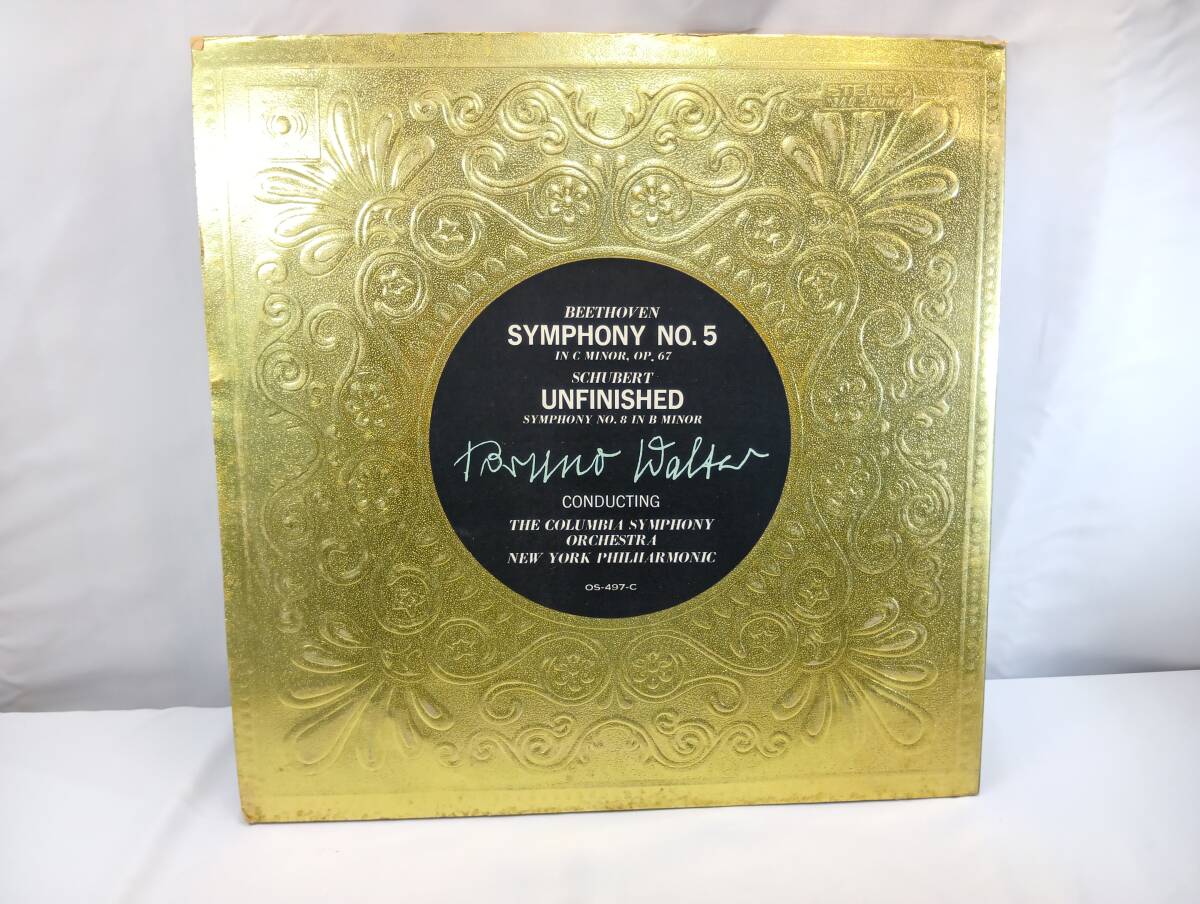 STEREO
BEETHOVEN
SYMPHONY NO. 5
IN C MINOR, OP. 67
SCHUBERT
UNFINISHED
SYMPHONY NO. 8 IN B MINOR
Bruno Walter
CONDUCTING
THE COLUMBIA SYMPHONY
ORCHESTRA
NEW YORK PHILHARMONIC
OS-497-C